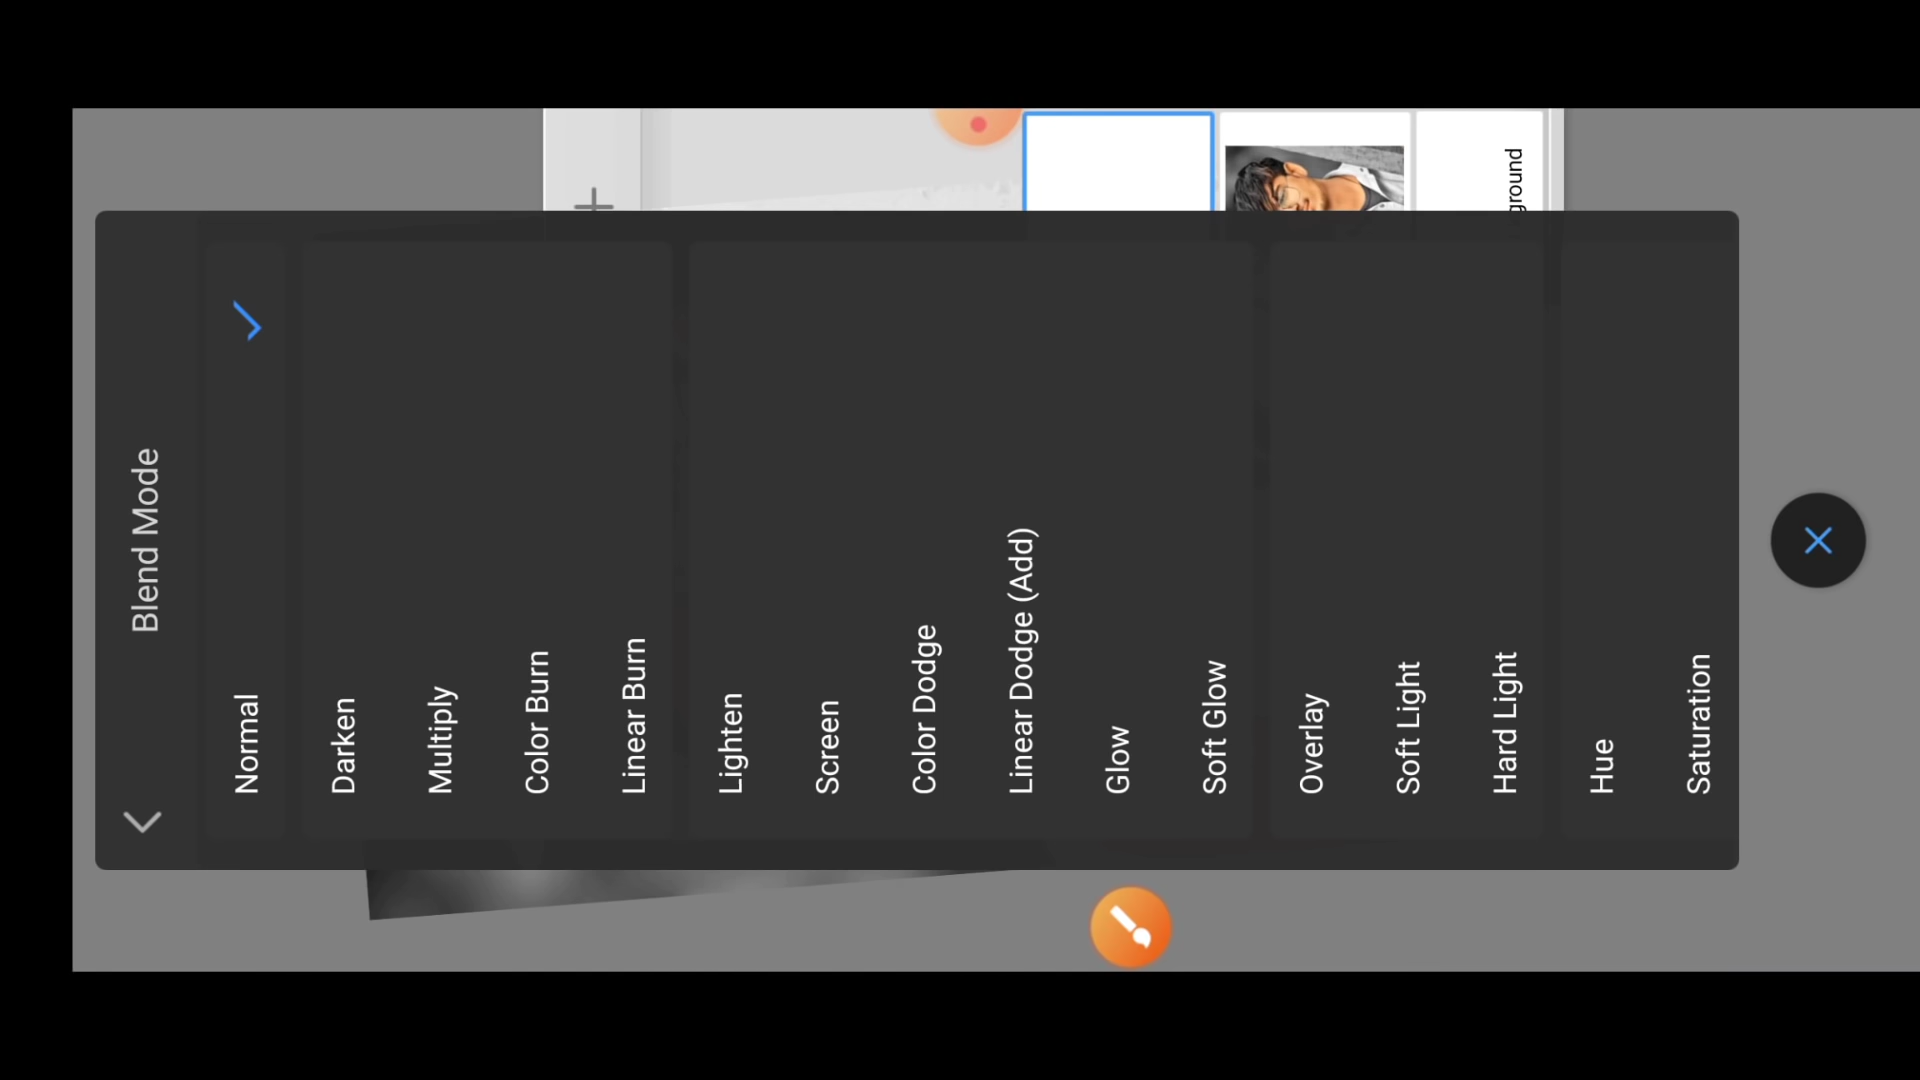 Blend Mode
Normal
Darken
Multiply
Color Burn
Linear Burn
Lighten
Screen
Color Dodge
Linear Dodge (Add)
Glow
Soft Glow
Overlay
Soft Light
Hard Light
Hue
Saturation